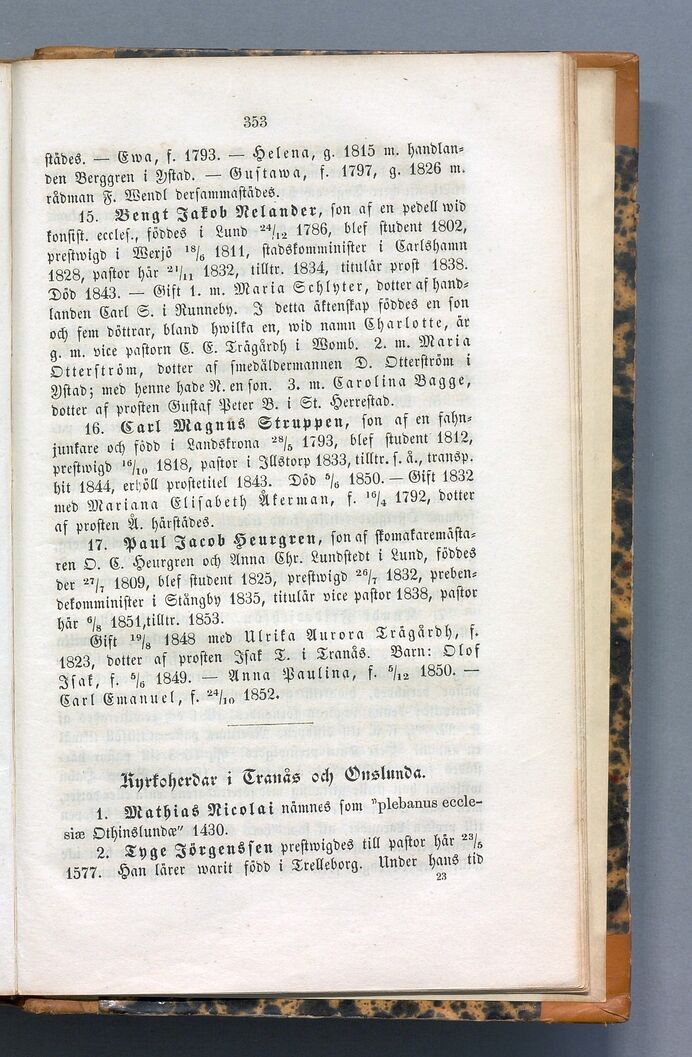 353
städes. — Ewa, f. 1793. — Helena, g. 1815 m. handlan=
den Berggren i Ystad. — Gustawa, f. 1797, g. 1826 m.
rådman F. Wendl dersammastädes.
15. Bengt Jakob Nelander, son af en pedell wid
konsist. eccles., föddes i Lund 24/12 1786, blef student 1802,
prestwigd i Wexjö 18/6 1811, stadskomminister i Carlshamn
1828, pastor här 21/11 1832, tilltr. 1834, titulär prost 1838.
Död 1843. — Gift 1. m. Maria Schlyter, dotter af hand=
landen Carl S. i Runneby. I detta äktenskap föddes en son
och fem döttrar, bland hwilka en, wid namn Charlotte, är
g. m. vice pastorn C. E. Trägårdh i Womb. 2. m. Maria
Otterström, dotter af smedåldermannen D. Otterström i
Ystad; med henne hade N. en son. 3. m. Carolina Bagge,
dotter af prosten Gustaf Peter B. i St. Herrestad.
16. Carl Magnus Struppen, son af en fahn=
junkare och född i Landskrona 28/5 1793, blef student 1812,
prestwigd 16/10 1818, pastor i Illstorp 1833, tilltr. s. å., transp.
hit 1844, erhöll prostetitel 1843. Död 5/6 1850. — Gift 1832
med Mariana Elisabeth Åkerman, f. 16/4 1792, dotter
af prosten Å. härstädes.
17. Paul Jacob Heurgren, son af skomakaremästa=
ren O. C. Heurgren och Anna Chr. Lundstedt i Lund, föddes
der 27/7 1809, blef student 1825, prestwigd 26/7 1832, preben=
dekomminister i Stångby 1835, titulär vice pastor 1838, pastor
här 6/8 1851, tilltr. 1853.
Gift 19/8 1848 med Ulrika Aurora Trägårdh, f.
1823, dotter af prosten Isak T. i Tranås. Barn: Olof
Isak, f. 5/6 1849. — Anna Paulina, f. 5/12 1850. —
Carl Emanuel, f. 24/10 1852.
Kyrkoherdar i Tranås och Onslunda.
1. Mathias Nicolai nämnes som "plebanus eccle-
siæ Othinslundæ" 1430.
2. Tyge Jörgenssen prestwigdes till pastor här 23/5
1577. Han lärer warit född i Trelleborg. Under hans tid
23